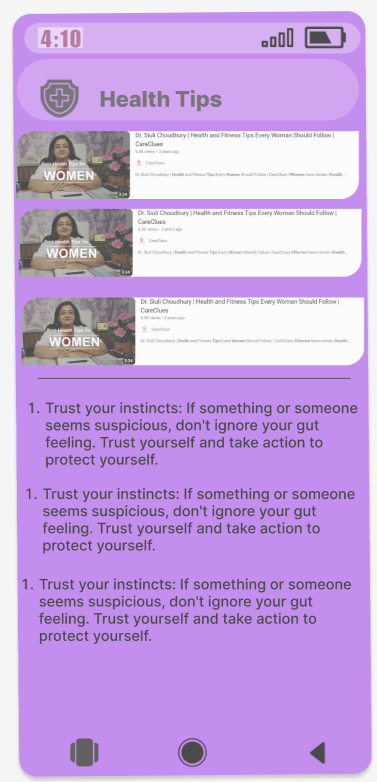 4:10
Health Tips
Dr. Siuli Choudhury | Health and Fitness Tips Every Woman Should Follow |
CareClues
6.5K views • 3 years ago
CareClues
Dr. Siuli Choudhury | Health and Fitness Tips Every Woman Should Follow | CareClues #Women have certain #health...
Best Health Tips for
WOMEN
3:34
Dr. Siuli Choudhury | Health and Fitness Tips Every Woman Should Follow |
CareClues
6.5K views • 3 years ago
CareClues
Dr. Siuli Choudhury | Health and Fitness Tips Every Woman Should Follow | CareClues #Women have certain #health...
Best Health Tips for
WOMEN
3:34
Dr. Siuli Choudhury | Health and Fitness Tips Every Woman Should Follow |
CareClues
6.5K views • 3 years ago
CareClues
Dr. Siuli Choudhury | Health and Fitness Tips Every Woman Should Follow | CareClues #Women have certain #health...
Best Health Tips for
WOMEN
3:34
1. Trust your instincts: If something or someone
seems suspicious, don't ignore your gut
feeling. Trust yourself and take action to
protect yourself.
1. Trust your instincts: If something or someone
seems suspicious, don't ignore your gut
feeling. Trust yourself and take action to
protect yourself.
1. Trust your instincts: If something or someone
seems suspicious, don't ignore your gut
feeling. Trust yourself and take action to
protect yourself.